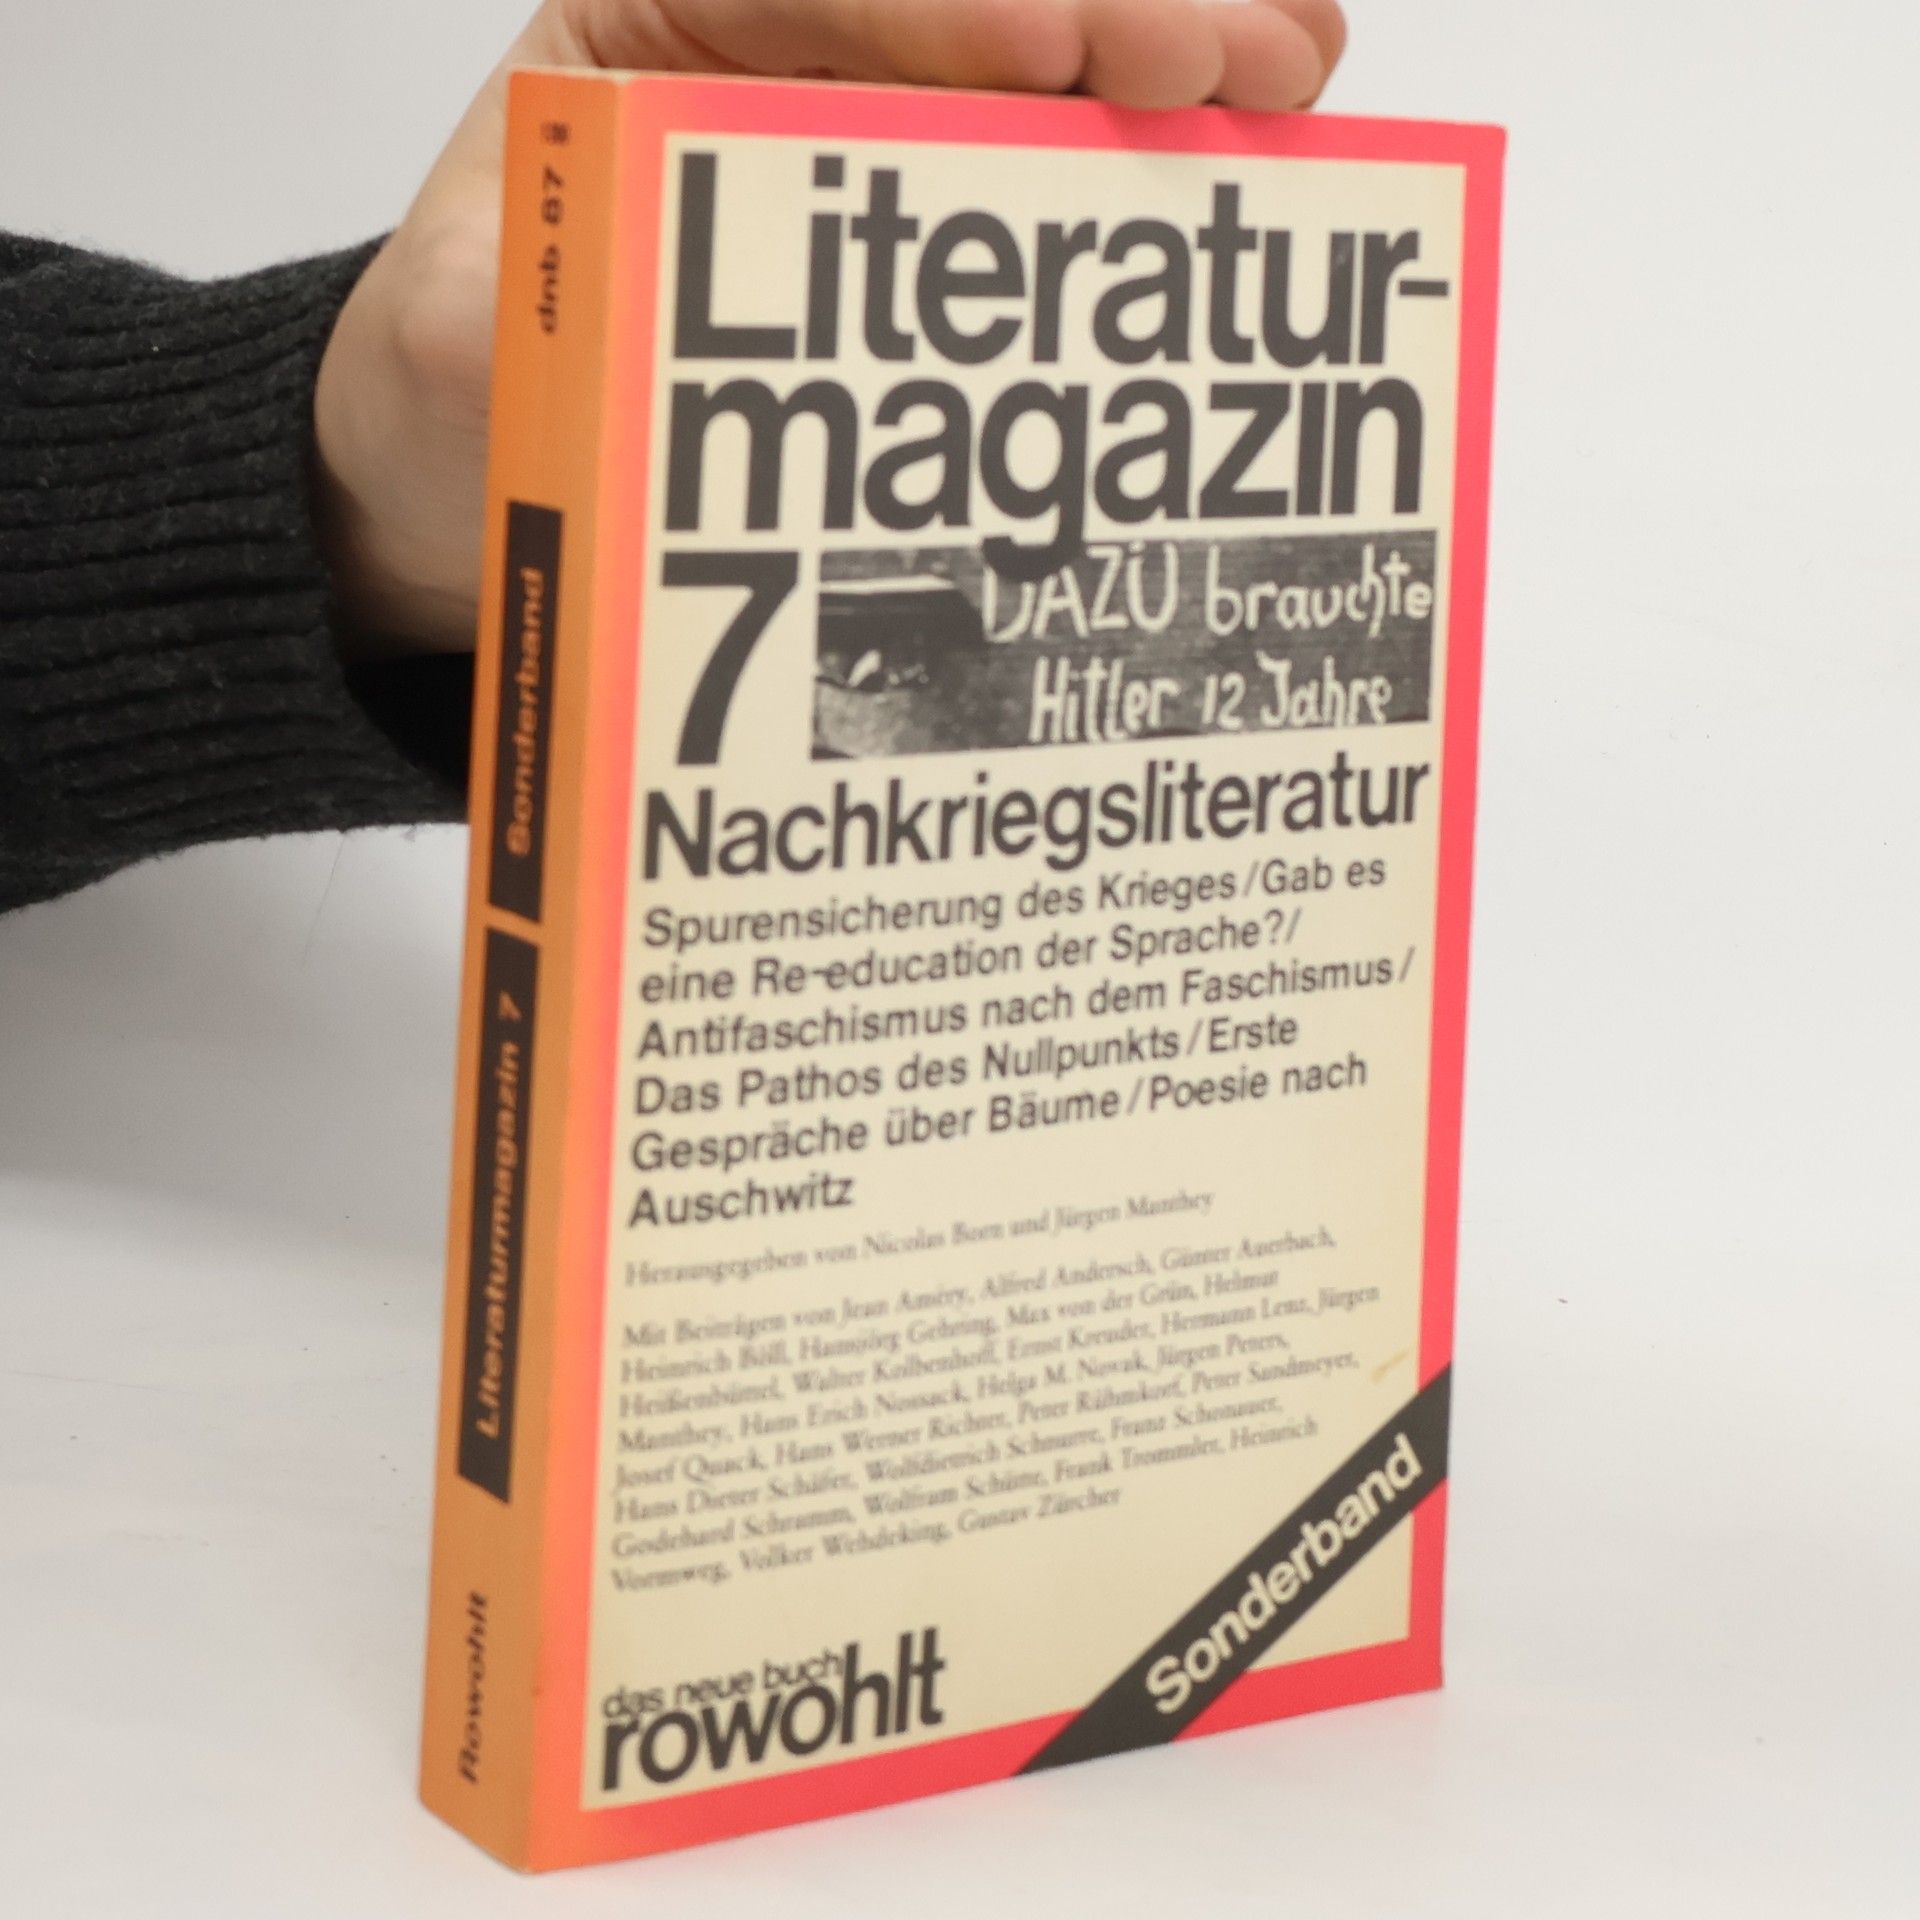 Literatur-
magazin
7
DAZU brauchte
Hitler 12 Jahre
Nachkriegsliteratur
Spurensicherung des Krieges/Gab es
eine Re-education der Sprache?/
Antifaschismus nach dem Faschismus/
Das Pathos des Nullpunkts/Erste
Gespräche über Bäume/Poesie nach
Auschwitz
Herausgegeben von Nicolas Born und Jürgen Manthey
Mit Beiträgen von Jean Améry, Alfred Andersch, Günter Auerbach,
Heinrich Böll, Hansjörg Gehring, Max von der Grün, Helmut
Heißenbüttel, Walter Kolbenhoff, Ernst Kreuder, Hermann Lenz, Jürgen
Manthey, Hans Erich Nossack, Helga M. Novak, Jürgen Peters,
Josef Quack, Hans Werner Richter, Peter Rühmkorf, Peter Sandmeyer,
Hans Dieter Schäfer, Wolfdietrich Schnurre, Franz Schonauer,
Godehard Schramm, Wolfram Schütte, Frank Trommler, Heinrich
Vormweg, Volker Wehdeking, Gustav Zürcher
das neue buch
rowohlt
Sonderband
dnb 87
Sonderband
Literaturmagazin 7
Rowohlt